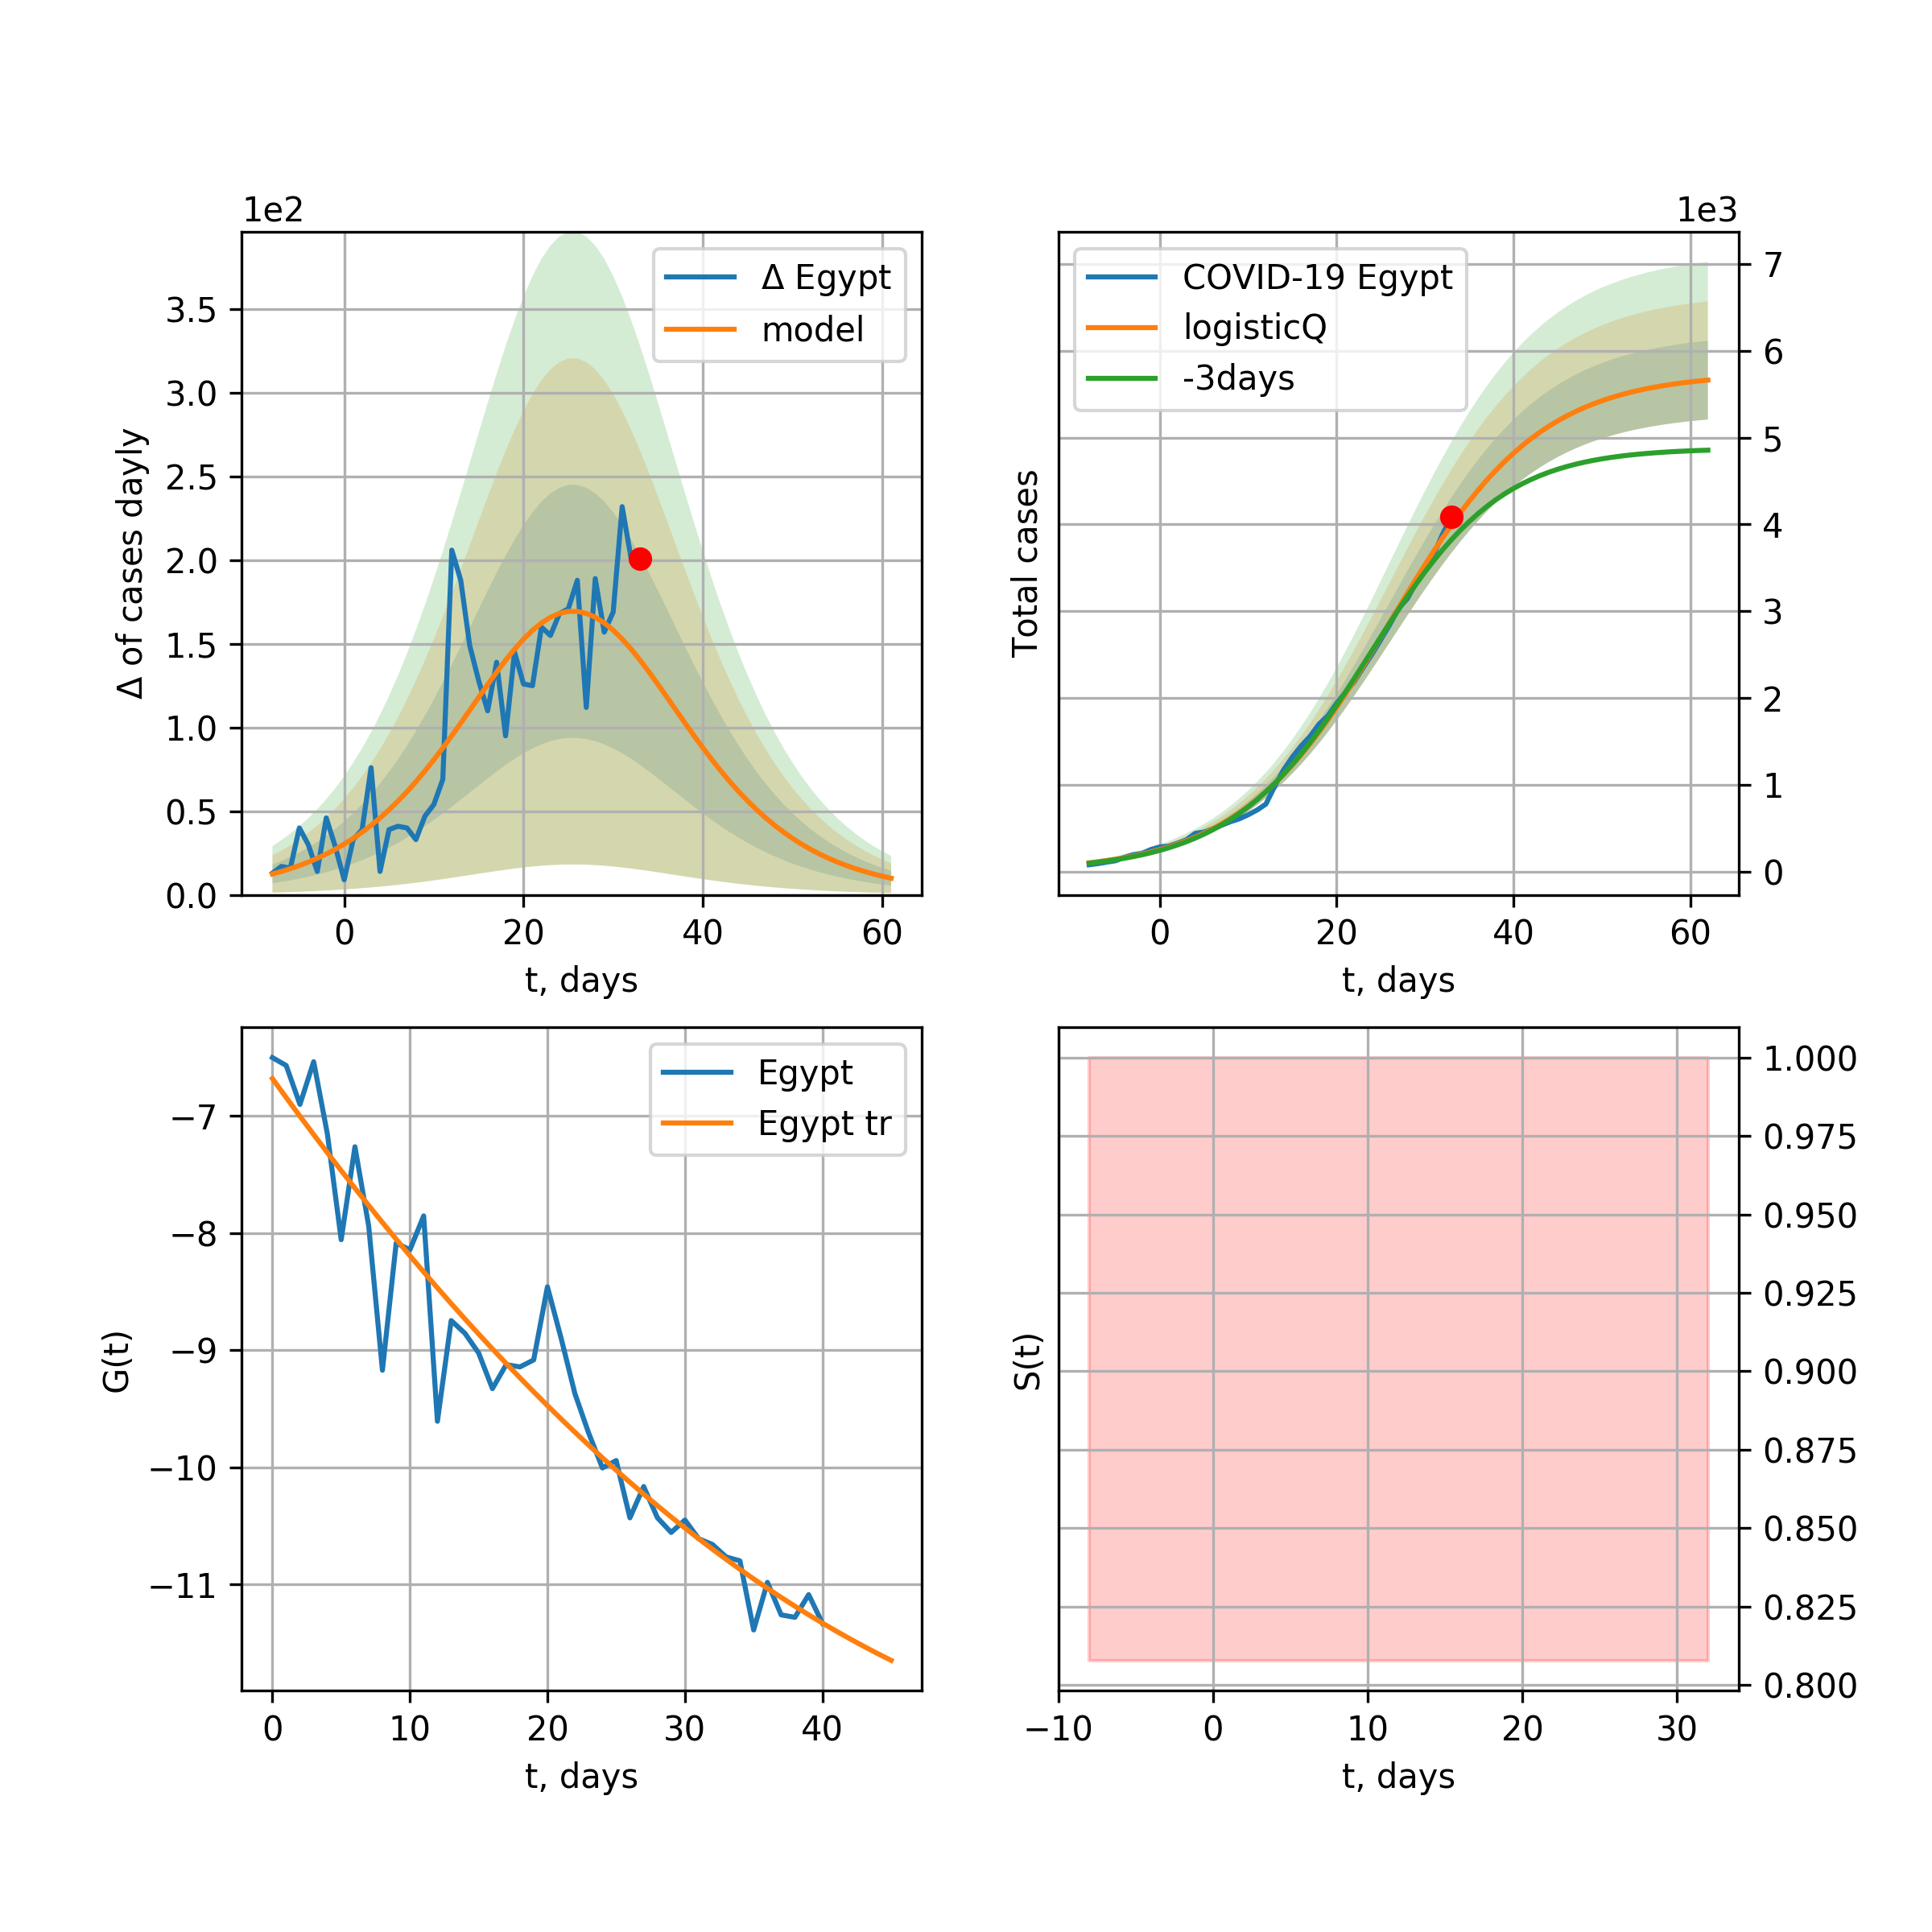 1e2
Δ of cases dayly
3.5
3.0
2.5
2.0
1.5
1.0
0.5
0.0
0 20 40 60
t, days
Δ Egypt
model
1e3
Total cases
7
6
5
4
3
2
1
0
0 20 40 60
t, days
COVID-19 Egypt
logisticQ
-3days
G(t)
−7
−8
−9
−10
−11
0 10 20 30 40
t, days
Egypt
Egypt tr
S(t)
1.000
0.975
0.950
0.925
0.900
0.875
0.850
0.825
0.800
−10 0 10 20 30
t, days